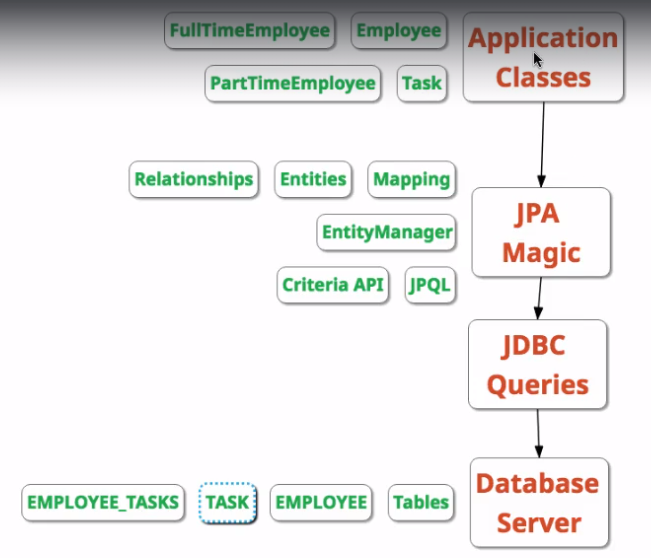 FullTimeEmployee Employee Application
PartTimeEmployee Task Classes
Relationships Entities Mapping
JPA
EntityManager
Magic
Criteria API JPQL
JDBC
Queries
Database
EMPLOYEE_TASKS TASK EMPLOYEE Tables
Server